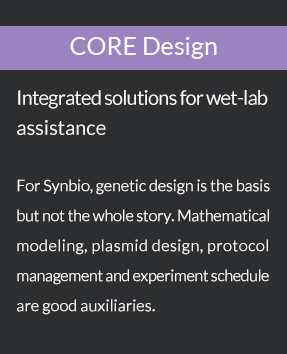 CORE Design
Integrated solutions for wet-lab
assistance
For Synbio, genetic design is the basis
but not the whole story. Mathematical
modeling, plasmid design, protocol
management and experiment schedule
are good auxiliaries.